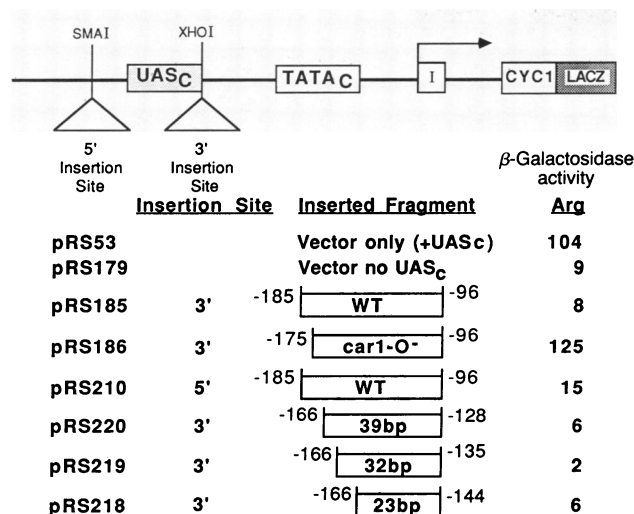 SMAI XHOI
UASC TATAC I CYC1 LACZ
5' 3' β-Galactosidase
Insertion Insertion activity
Site Site
Insertion Site Inserted Fragment Arg
pRS53 Vector only (+UASc) 104
pRS179 Vector no UASC 9
pRS185 3' -185 WT -96 8
pRS186 3' -175 car1-O- -96 125
pRS210 5' -185 WT -96 15
pRS220 3' -166 39bp -128 6
pRS219 3' -166 32bp -135 2
pRS218 3' -166 23bp -144 6